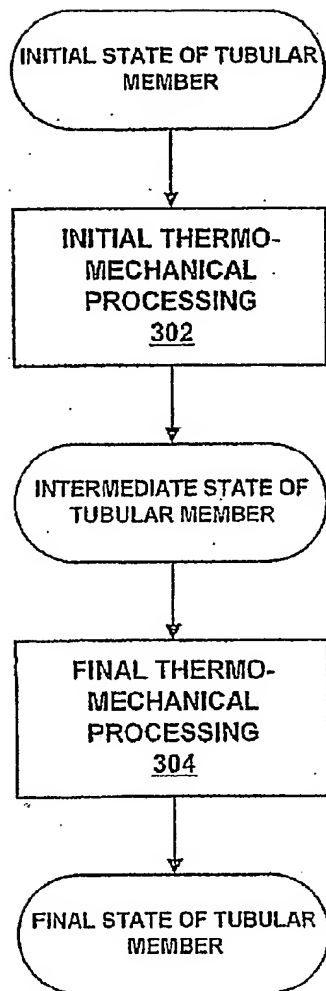 INITIAL STATE OF TUBULAR
MEMBER
INITIAL THERMO-
MECHANICAL
PROCESSING
302
INTERMEDIATE STATE OF
TUBULAR MEMBER
FINAL THERMO-
MECHANICAL
PROCESSING
304
FINAL STATE OF TUBULAR
MEMBER